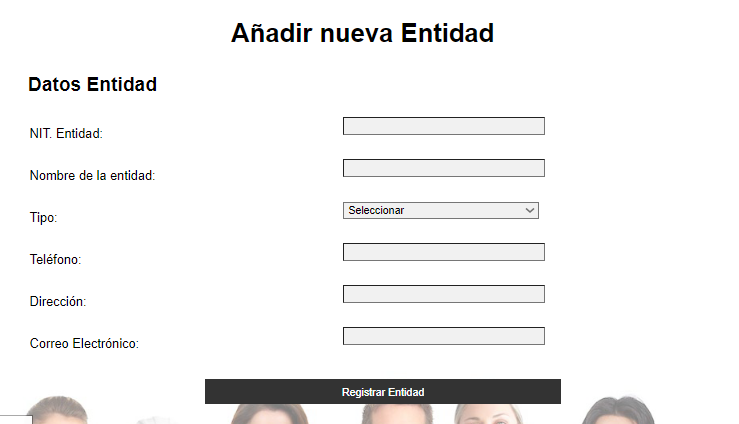 Añadir nueva Entidad
Datos Entidad
NIT. Entidad:
Nombre de la entidad:
Tipo:
Seleccionar
Teléfono:
Dirección:
Correo Electrónico:
Registrar Entidad